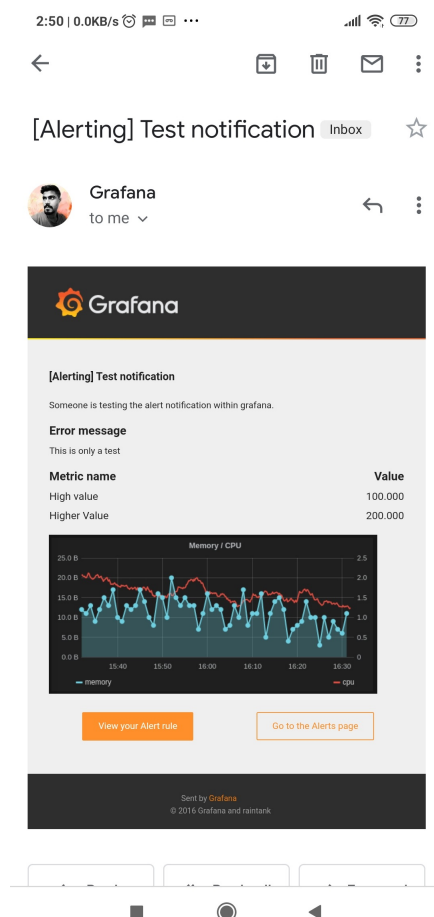 2:50 | 0.0KB/s
77
[Alerting] Test notification Inbox
Grafana
to me
Grafana
[Alerting] Test notification
Someone is testing the alert notification within grafana.
Error message
This is only a test
Metric name Value
High value 100.000
Higher Value 200.000
Memory / CPU
25.0 B 2.5
20.0 B 2.0
15.0 B 1.5
10.0 B 1.0
5.0 B 0.5
0.0 B 0
15:40 15:50 16:00 16:10 16:20 16:30
memory cpu
View your Alert rule Go to the Alerts page
Sent by Grafana
© 2016 Grafana and raintank